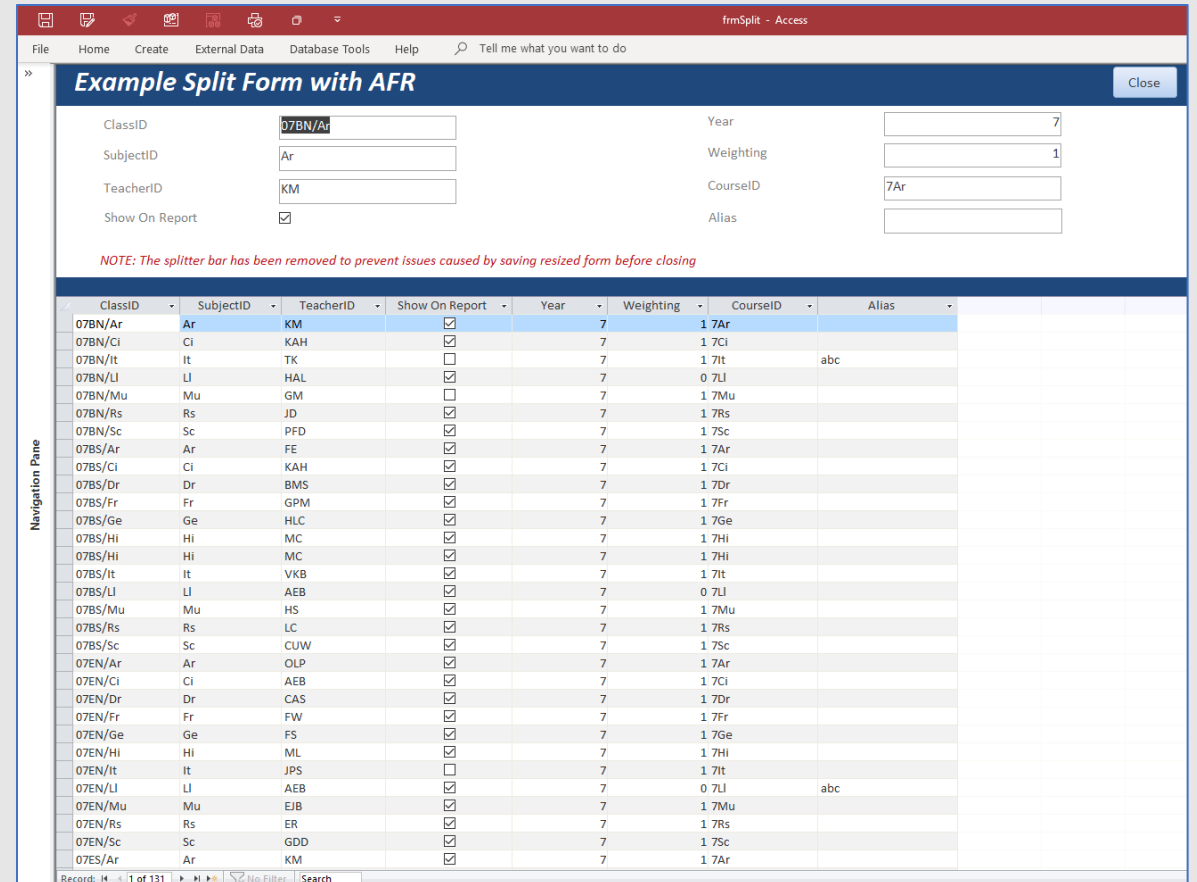 frmSplit - Access
File Home Create External Data Database Tools Help Tell me what you want to do
»
Example Split Form with AFR Close
ClassID 07BN/Ar Year 7
SubjectID Ar Weighting 1
TeacherID KM CourseID 7Ar
Show On Report Alias
NOTE: The splitter bar has been removed to prevent issues caused by saving resized form before closing
Navigation Pane
ClassID SubjectID TeacherID Show On Report Year Weighting CourseID Alias
07BN/Ar Ar KM 7 1 7Ar
07BN/Ci Ci KAH 7 1 7Ci
07BN/It It TK 7 1 7It abc
07BN/Ll Ll HAL 7 0 7Ll
07BN/Mu Mu GM 7 1 7Mu
07BN/Rs Rs JD 7 1 7Rs
07BN/Sc Sc PFD 7 1 7Sc
07BS/Ar Ar FE 7 1 7Ar
07BS/Ci Ci KAH 7 1 7Ci
07BS/Dr Dr BMS 7 1 7Dr
07BS/Fr Fr GPM 7 1 7Fr
07BS/Ge Ge HLC 7 1 7Ge
07BS/Hi Hi MC 7 1 7Hi
07BS/Hi Hi MC 7 1 7Hi
07BS/It It VKB 7 1 7It
07BS/Ll Ll AEB 7 0 7Ll
07BS/Mu Mu HS 7 1 7Mu
07BS/Rs Rs LC 7 1 7Rs
07BS/Sc Sc CUW 7 1 7Sc
07EN/Ar Ar OLP 7 1 7Ar
07EN/Ci Ci AEB 7 1 7Ci
07EN/Dr Dr CAS 7 1 7Dr
07EN/Fr Fr FW 7 1 7Fr
07EN/Ge Ge FS 7 1 7Ge
07EN/Hi Hi ML 7 1 7Hi
07EN/It It JPS 7 1 7It
07EN/Ll Ll AEB 7 0 7Ll abc
07EN/Mu Mu EJB 7 1 7Mu
07EN/Rs Rs ER 7 1 7Rs
07EN/Sc Sc GDD 7 1 7Sc
07ES/Ar Ar KM 7 1 7Ar
Record: 1 of 131 No Filter Search